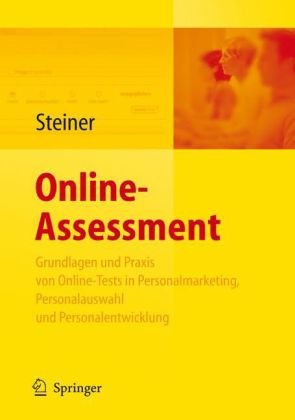 Steiner
Online-
Assessment
Grundlagen und Praxis
von Online-Tests in Personalmarketing,
Personalauswahl
und Personalentwicklung
Springer